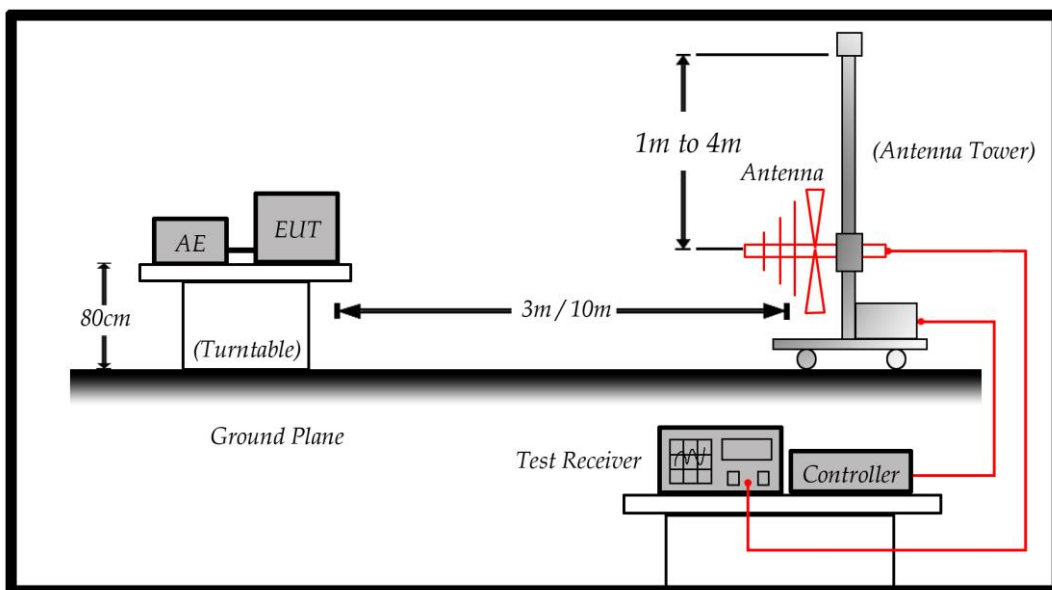 1m to 4m
(Antenna Tower)
Antenna
AE
EUT
80cm
3m / 10m
(Turntable)
Ground Plane
Test Receiver
Controller